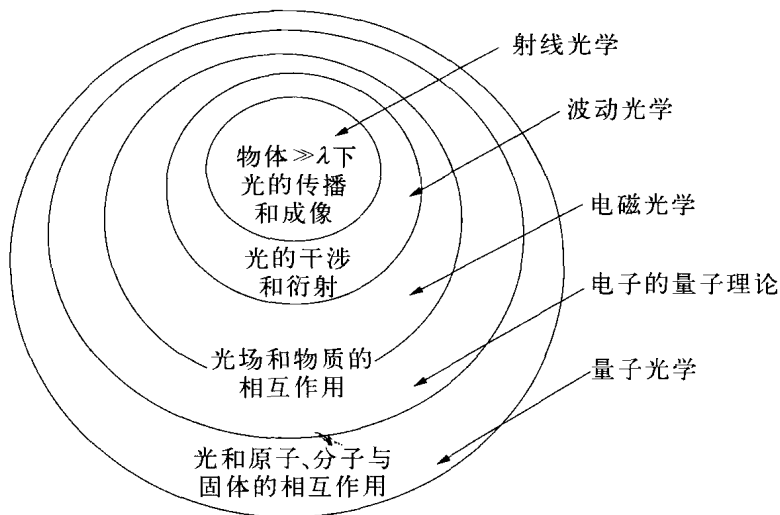 射线光学
波动光学
物体≫λ下
光的传播
和成像
电磁光学
光的干涉
和衍射
电子的量子理论
光场和物质的
相互作用
量子光学
光和原子、分子与
固体的相互作用